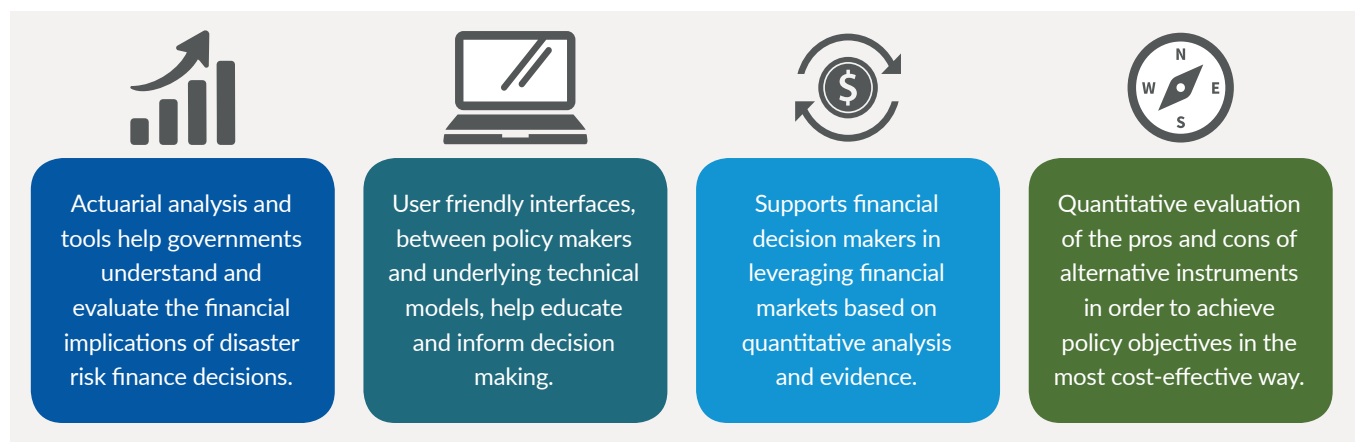 $
N
W
E
S
Actuarial analysis and
tools help governments
understand and
evaluate the financial
implications of disaster
risk finance decisions.
User friendly interfaces,
between policy makers
and underlying technical
models, help educate
and inform decision
making.
Supports financial
decision makers in
leveraging financial
markets based on
quantitative analysis
and evidence.
Quantitative evaluation
of the pros and cons of
alternative instruments
in order to achieve
policy objectives in the
most cost-effective way.